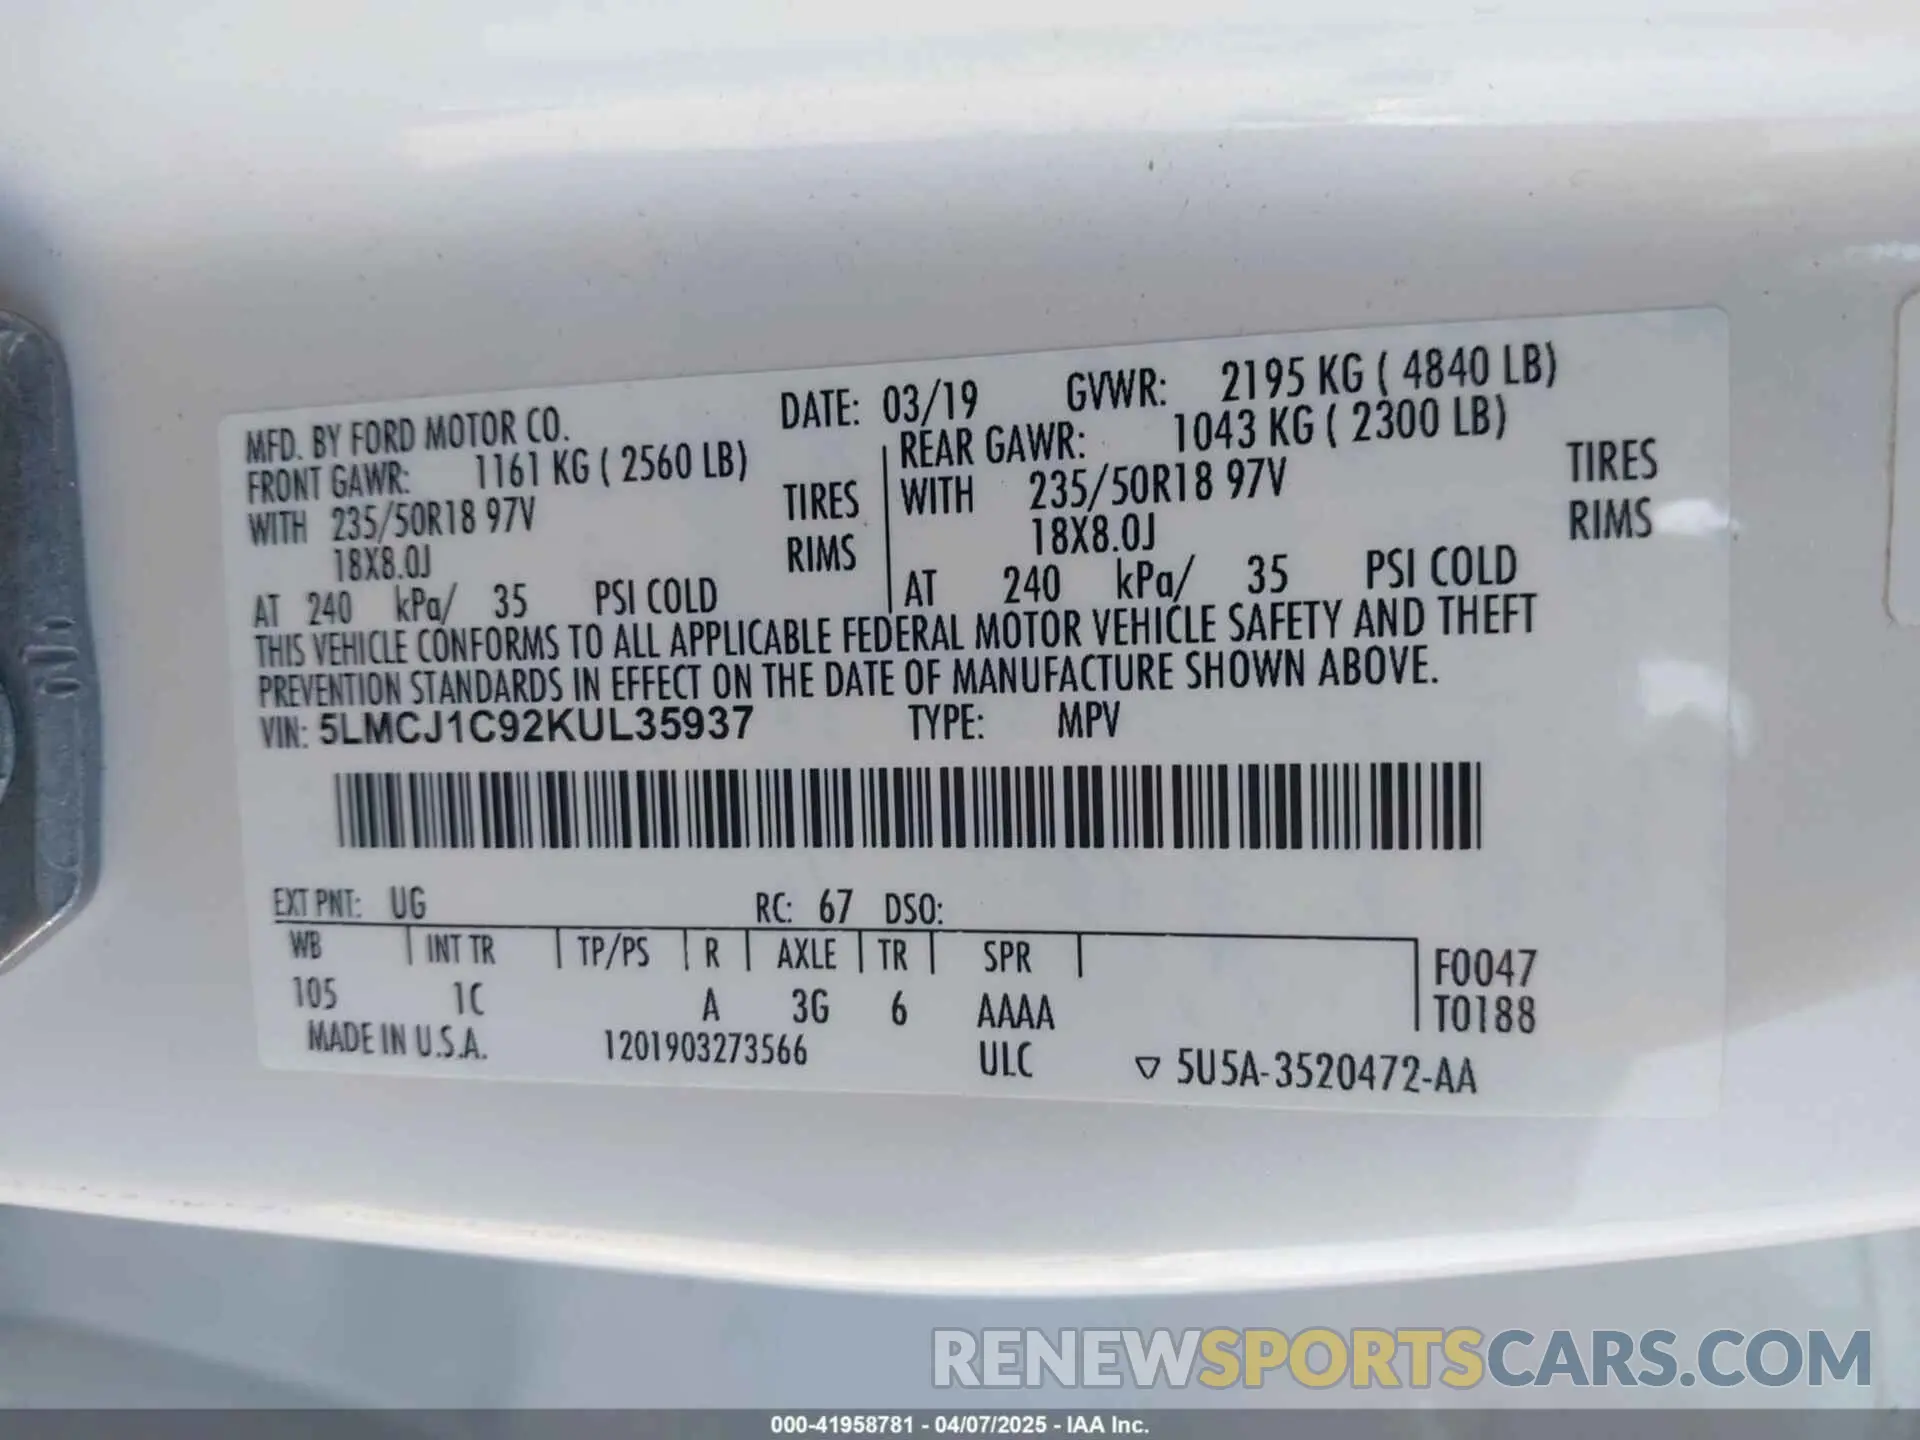 MFD. BY FORD MOTOR CO. DATE: 03/19 GVWR: 2195 KG ( 4840 LB)
FRONT GAWR: 1161 KG ( 2560 LB) REAR GAWR: 1043 KG ( 2300 LB)
WITH 235/50R18 97V TIRES WITH 235/50R18 97V TIRES
18X8.0J RIMS 18X8.0J RIMS
AT 240 kPa/ 35 PSI COLD AT 240 kPa/ 35 PSI COLD
THIS VEHICLE CONFORMS TO ALL APPLICABLE FEDERAL MOTOR VEHICLE SAFETY AND THEFT
PREVENTION STANDARDS IN EFFECT ON THE DATE OF MANUFACTURE SHOWN ABOVE.
VIN: 5LMCJ1C92KUL35937 TYPE: MPV
EXT PNT: UG RC: 67 DSO:
WB INT TR TP/PS R AXLE TR SPR F0047
105 1C A 3G 6 AAAA T0188
MADE IN U.S.A. 1201903273566 ULC ▽ 5U5A-3520472-AA
RENEWSPORTSCARS.COM
000-41958781 - 04/07/2025 - IAA Inc.